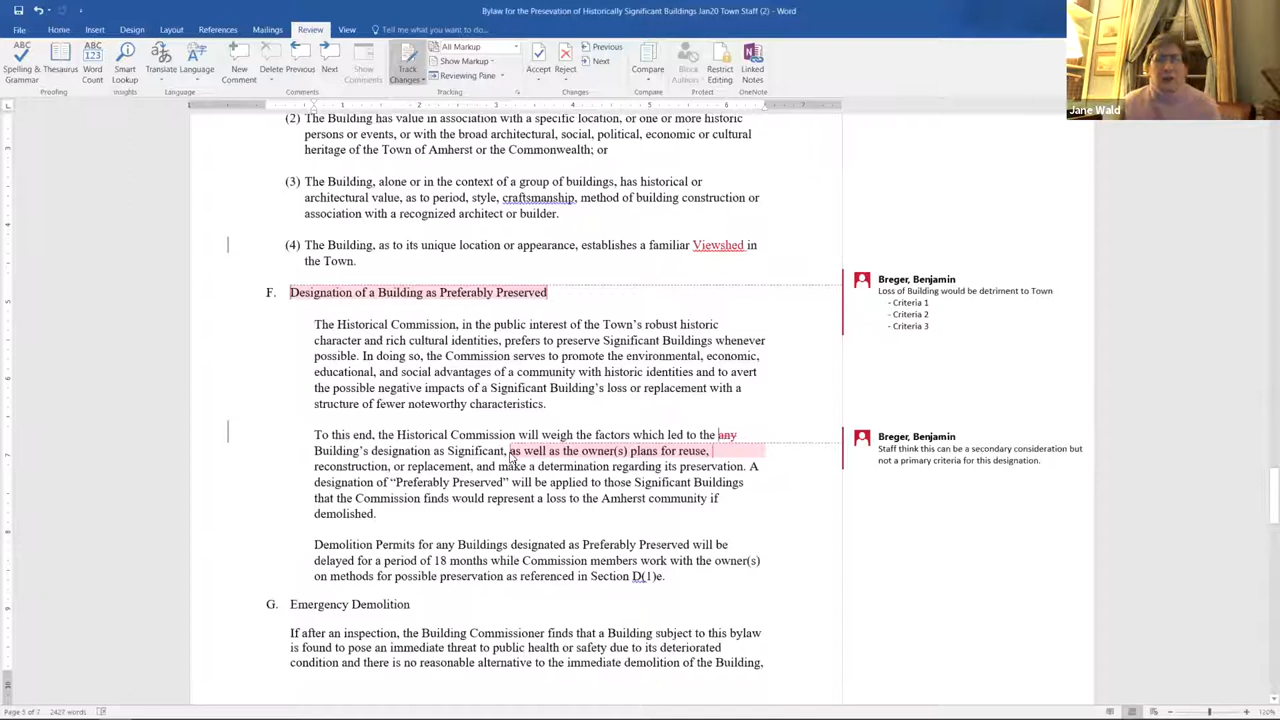 Bylaw for the Presevation of Historically Significant Buildings Jan20 Town Staff (2) - Word
File Home Insert Design Layout References Mailings Review View Tell me what you want to do...
Spelling & Grammar
Thesaurus
Word Count
Smart Lookup
Translate
Language
New Comment
Delete
Previous
Next
Show Comments
Track Changes
All Markup
Show Markup
Reviewing Pane
Accept
Reject
Previous
Next
Compare
Block Authors
Restrict Editing
Linked Notes
Proofing
Insights
Language
Comments
Tracking
Changes
Compare
Protect
OneNote
Jane Wald
(2) The Building has value in association with a specific location, or one or more historic
persons or events, or with the broad architectural, social, political, economic or cultural
heritage of the Town of Amherst or the Commonwealth; or
(3) The Building, alone or in the context of a group of buildings, has historical or
architectural value, as to period, style, craftsmanship, method of building construction or
association with a recognized architect or builder.
(4) The Building, as to its unique location or appearance, establishes a familiar Viewshed in
the Town.
F. Designation of a Building as Preferably Preserved
The Historical Commission, in the public interest of the Town's robust historic
character and rich cultural identities, prefers to preserve Significant Buildings whenever
possible. In doing so, the Commission serves to promote the environmental, economic,
educational, and social advantages of a community with historic identities and to avert
the possible negative impacts of a Significant Building's loss or replacement with a
structure of fewer noteworthy characteristics.
To this end, the Historical Commission will weigh the factors which led to the any
Building's designation as Significant, as well as the owner(s) plans for reuse,
reconstruction, or replacement, and make a determination regarding its preservation. A
designation of "Preferably Preserved" will be applied to those Significant Buildings
that the Commission finds would represent a loss to the Amherst community if
demolished.
Demolition Permits for any Buildings designated as Preferably Preserved will be
delayed for a period of 18 months while Commission members work with the owner(s)
on methods for possible preservation as referenced in Section D(1)e.
G. Emergency Demolition
If after an inspection, the Building Commissioner finds that a Building subject to this bylaw
is found to pose an immediate threat to public health or safety due to its deteriorated
condition and there is no reasonable alternative to the immediate demolition of the Building,
Breger, Benjamin
Loss of Building would be detriment to Town
- Criteria 1
- Criteria 2
- Criteria 3
Breger, Benjamin
Staff think this can be a secondary consideration but
not a primary criteria for this designation.
Page 5 of 7 2427 words
120%